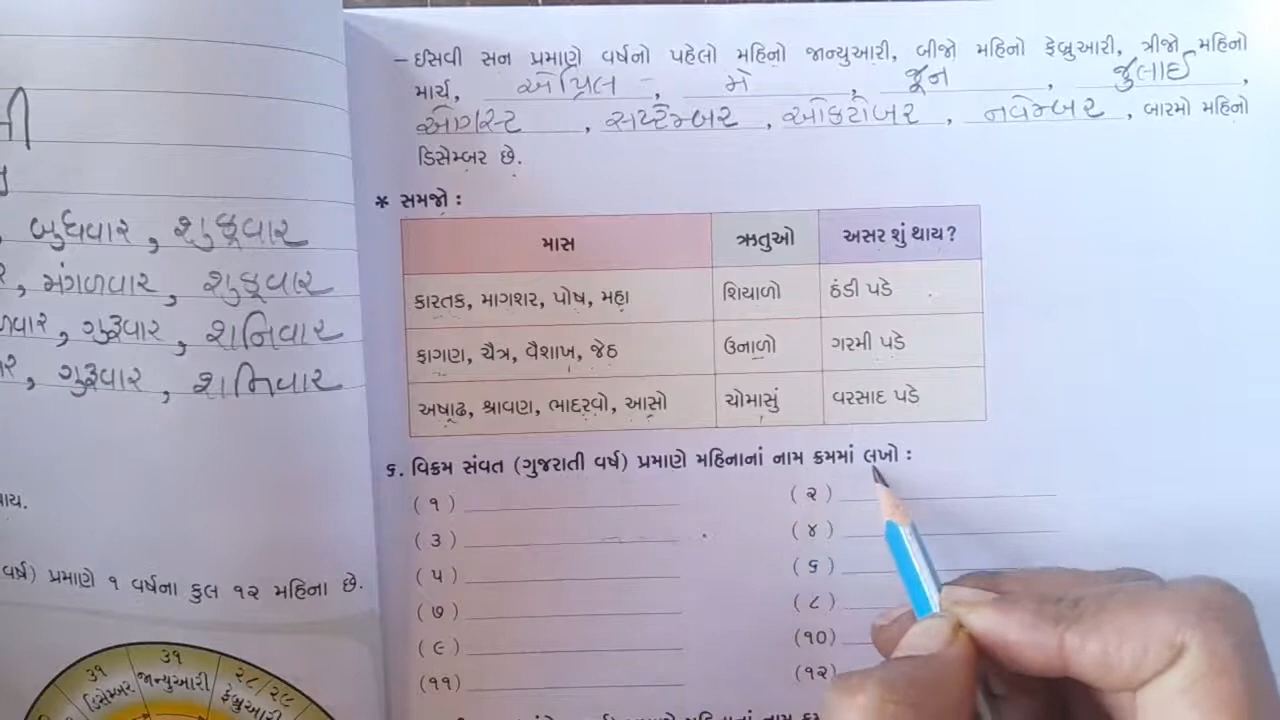 બુધવાર, શુક્રવાર
મંગળવાર, શુક્રવાર
ગુરૂવાર, શનિવાર
ગુરૂવાર, શનિવાર
વર્ષ) પ્રમાણે ૧ વર્ષના કુલ ૧૨ મહિના છે.
૩૧ ડિસેમ્બર
૩૧ જાન્યુઆરી
૨૮/૨૯ ફેબ્રુઆરી
– ઈસવી સન પ્રમાણે વર્ષનો પહેલો મહિનો જાન્યુઆરી, બીજો મહિનો ફેબ્રુઆરી, ત્રીજો મહિનો
માર્ચ, એપ્રિલ, મે, જૂન, જુલાઈ,
ઓગસ્ટ, સપ્ટેમ્બર, ઓક્ટોબર, નવેમ્બર, બારમો મહિનો
ડિસેમ્બર છે.
* સમજો :
માસ ઋતુઓ અસર શું થાય?
કારતક, માગશર, પોષ, મહા શિયાળો ઠંડી પડે
ફાગણ, ચૈત્ર, વૈશાખ, જેઠ ઉનાળો ગરમી પડે
અષાઢ, શ્રાવણ, ભાદરવો, આસો ચોમાસું વરસાદ પડે
૬. વિક્રમ સંવત (ગુજરાતી વર્ષ) પ્રમાણે મહિનાનાં નામ ક્રમમાં લખો :
(૧) (૨)
(૩) (૪)
(૫) (૬)
(૭) (૮)
(૯) (૧૦)
(૧૧) (૧૨)